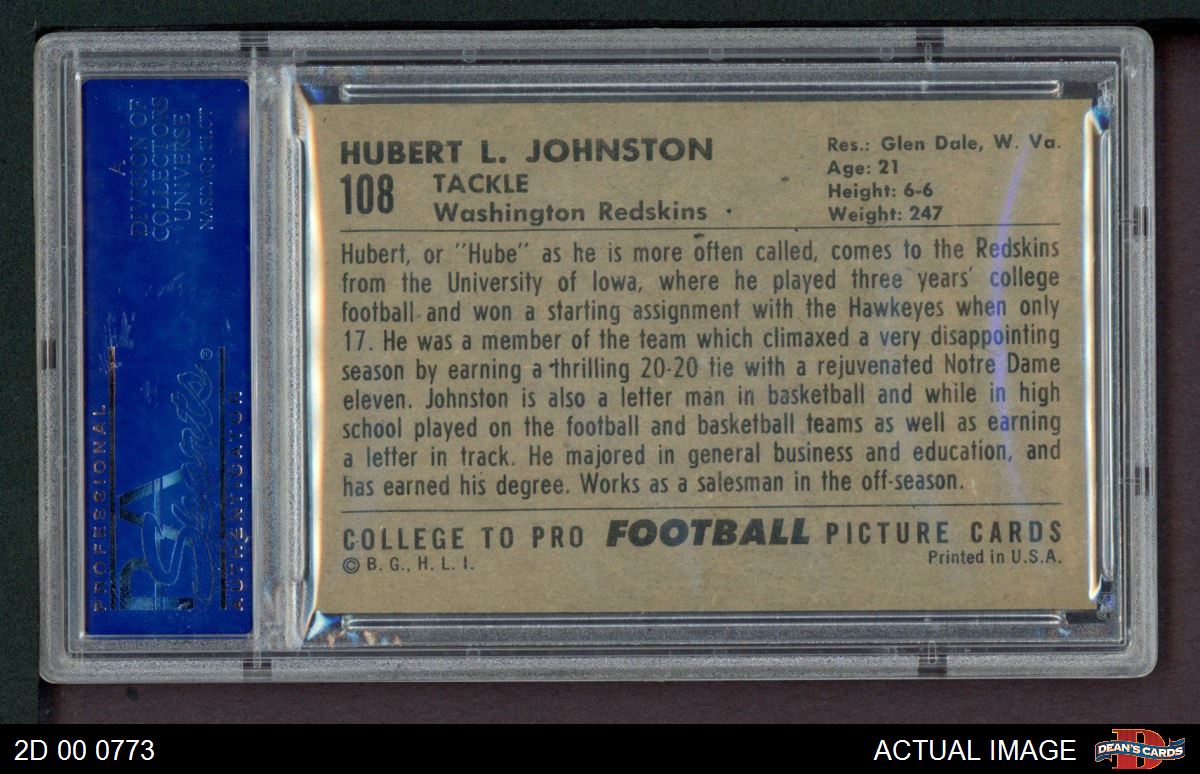 A
DIVISION OF
COLLECTORS
UNIVERSE
NASDAQ: CLCT
PROFESSIONAL
PSA
Sports
®
AUTHENTICATOR
HUBERT L. JOHNSTON
108
TACKLE
Washington Redskins
Res.: Glen Dale, W. Va.
Age: 21
Height: 6-6
Weight: 247
Hubert, or "Hube" as he is more often called, comes to the Redskins
from the University of Iowa, where he played three years' college
football and won a starting assignment with the Hawkeyes when only
17. He was a member of the team which climaxed a very disappointing
season by earning a thrilling 20-20 tie with a rejuvenated Notre Dame
eleven. Johnston is also a letter man in basketball and while in high
school played on the football and basketball teams as well as earning
a letter in track. He majored in general business and education, and
has earned his degree. Works as a salesman in the off-season.
COLLEGE TO PRO FOOTBALL PICTURE CARDS
© B. G., H. L. I.
Printed in U.S.A.
2D 00 0773
ACTUAL IMAGE
D
DEAN'S CARDS